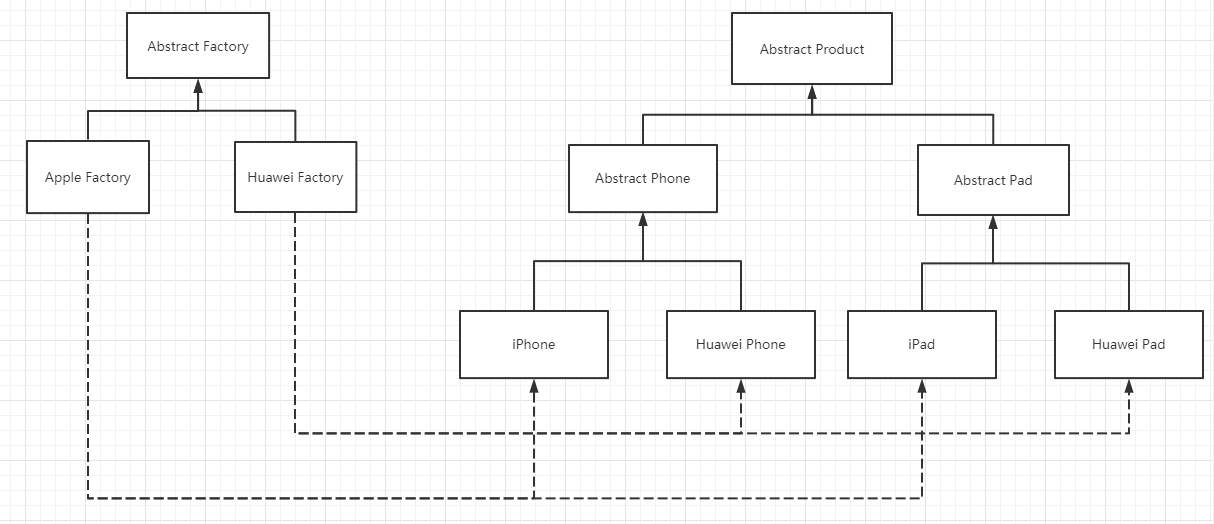 Abstract Factory
Abstract Product
Apple Factory
Huawei Factory
Abstract Phone
Abstract Pad
iPhone
Huawei Phone
iPad
Huawei Pad